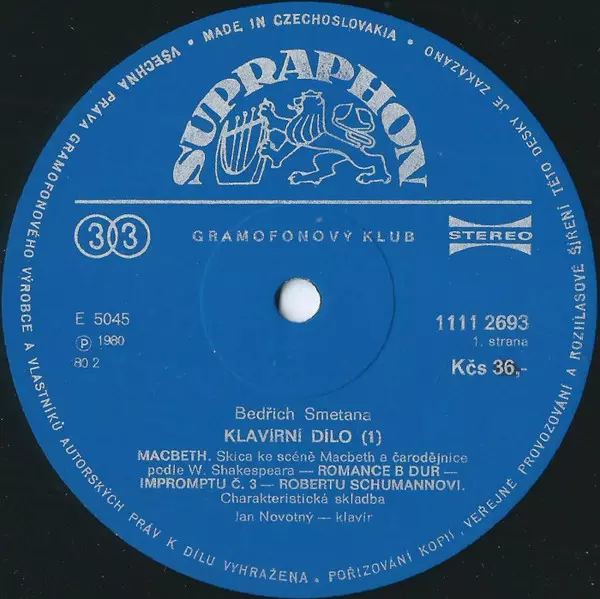 VŠECHNA PRÁVA GRAMOFONOVÉHO VÝROBCE A VLASTNÍKŮ AUTORSKÝCH PRÁV K DÍLU VYHRAŽENA • POŘIZOVÁNÍ KOPIÍ, VEŘEJNÉ PROVOZOVÁNÍ A ROZHLASOVÉ ŠÍŘENÍ TÉTO DESKY JE ZAKÁZÁNO
• MADE IN CZECHOSLOVAKIA •
SUPRAPHON
33
GRAMOFONOVÝ KLUB
STEREO
E 5045
1111 2693
Ⓟ 1980
1. strana
80 2
Kčs 36,-
Bedřich Smetana
KLAVÍRNÍ DÍLO (1)
MACBETH. Skica ke scéně Macbeth a čarodějnice
podle W. Shakespeara — ROMANCE B DUR —
IMPROMPTU Č. 3 — ROBERTU SCHUMANNOVI.
Charakteristická skladba
Jan Novotný — klavír